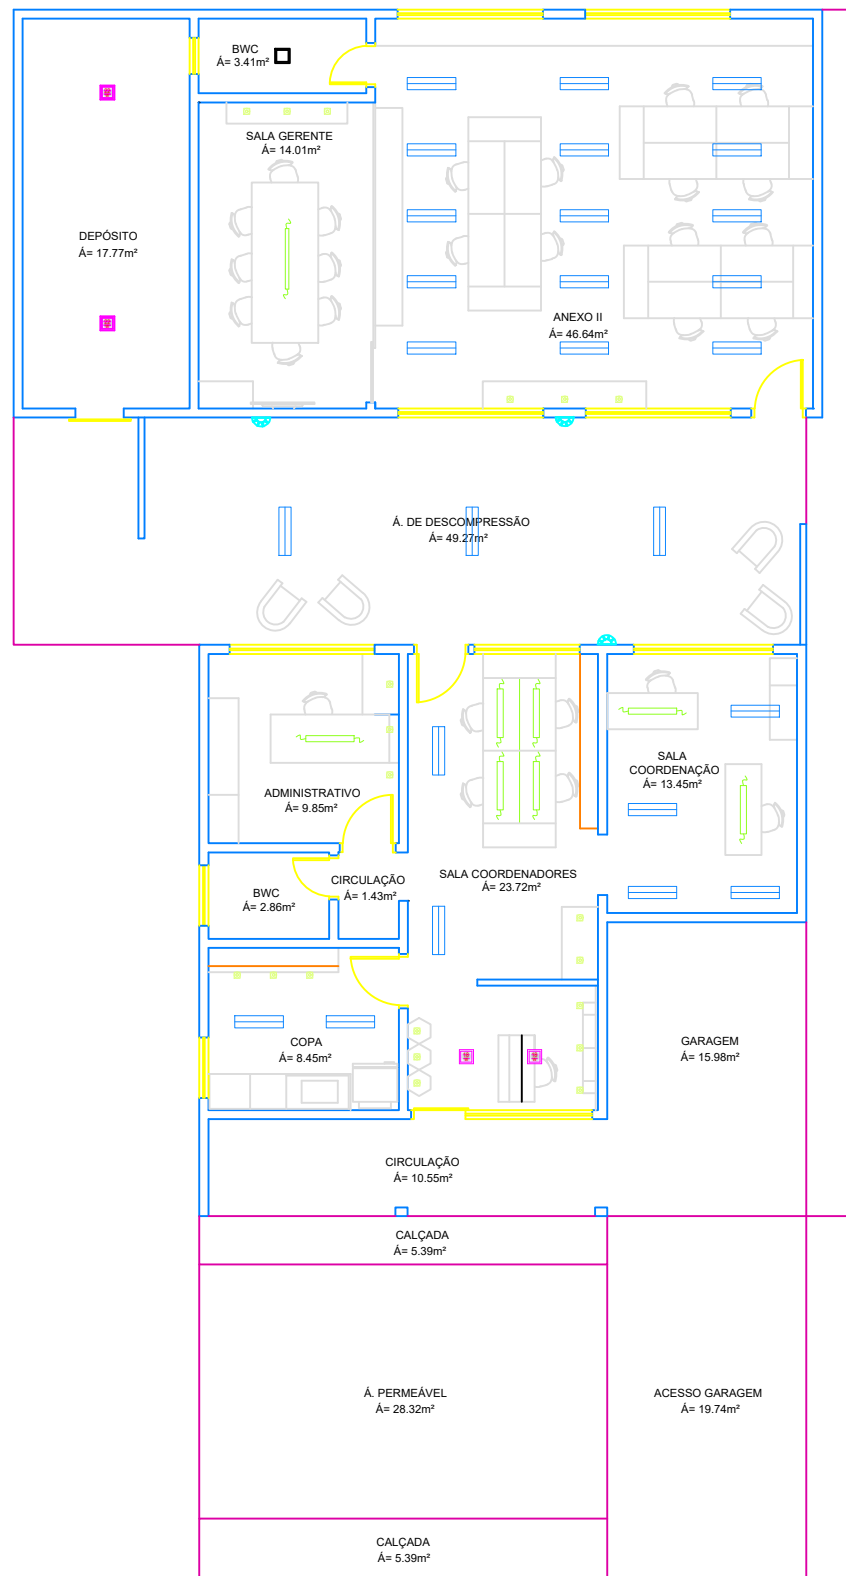 BWC
Á= 3.41m²
SALA GERENTE
Á= 14.01m²
DEPÓSITO
Á= 17.77m²
ANEXO II
Á= 46.64m²
Á. DE DESCOMPRESSÃO
Á= 49.27m²
SALA
COORDENAÇÃO
Á= 13.45m²
ADMINISTRATIVO
Á= 9.85m²
CIRCULAÇÃO
Á= 1.43m²
SALA COORDENADORES
Á= 23.72m²
BWC
Á= 2.86m²
COPA
Á= 8.45m²
GARAGEM
Á= 15.98m²
CIRCULAÇÃO
Á= 10.55m²
CALÇADA
Á= 5.39m²
Á. PERMEÁVEL
Á= 28.32m²
ACESSO GARAGEM
Á= 19.74m²
CALÇADA
Á= 5.39m²